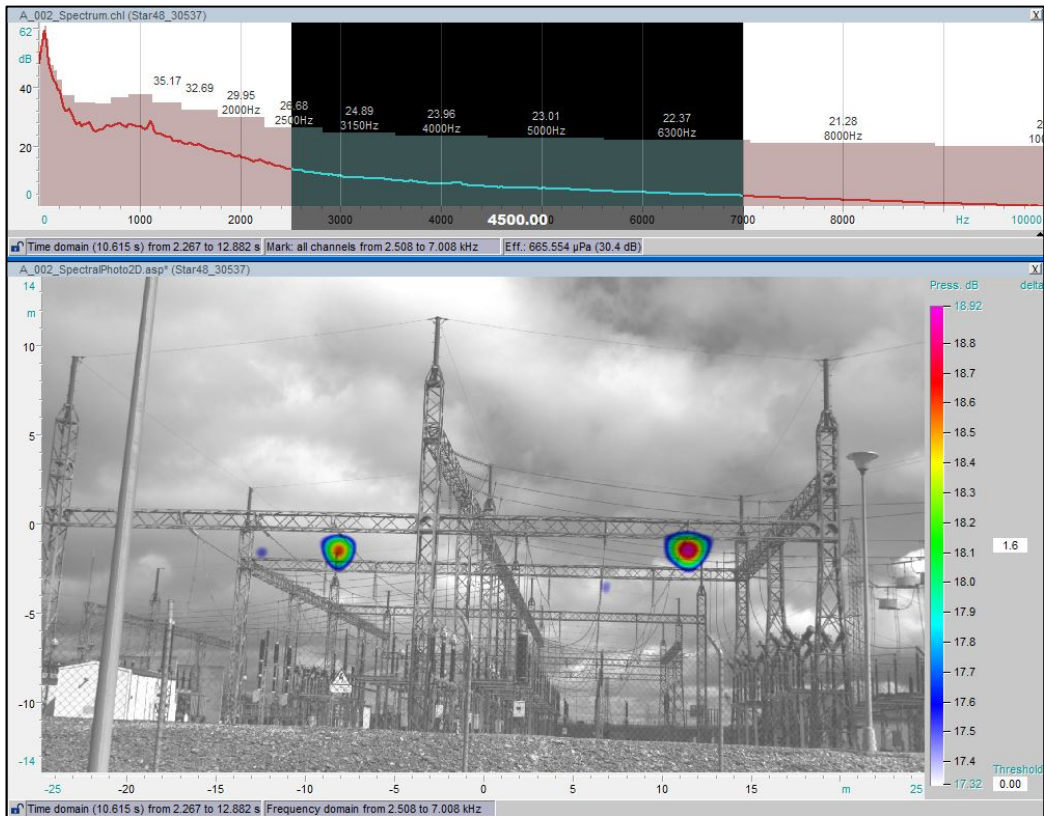 A_002_Spectrum.chl (Star48_30537) X
62
dB
40
20
0
35.17
32.69
29.95
2000Hz
26.68
2500Hz
24.89
3150Hz
23.96
4000Hz
23.01
5000Hz
22.37
6300Hz
21.28
8000Hz
0 1000 2000 3000 4000 4500.00 6000 7000 8000 Hz 10000
Time domain (10.615 s) from 2.267 to 12.882 s Mark: all channels from 2.508 to 7.008 kHz Eff.: 665.554 µPa (30.4 dB)
A_002_SpectralPhoto2D.asp* (Star48_30537) X
14
m
10
5
0
-5
-10
-14
-25 -20 -15 -10 -5 0 5 10 15 m 25
Press. dB delta
18.92
18.8
18.7
18.6
18.4
18.3
18.1
18.0
17.9
17.8
17.7
17.5
17.4
17.32
1.6
Threshold
0.00
Time domain (10.615 s) from 2.267 to 12.882 s Frequency domain from 2.508 to 7.008 kHz